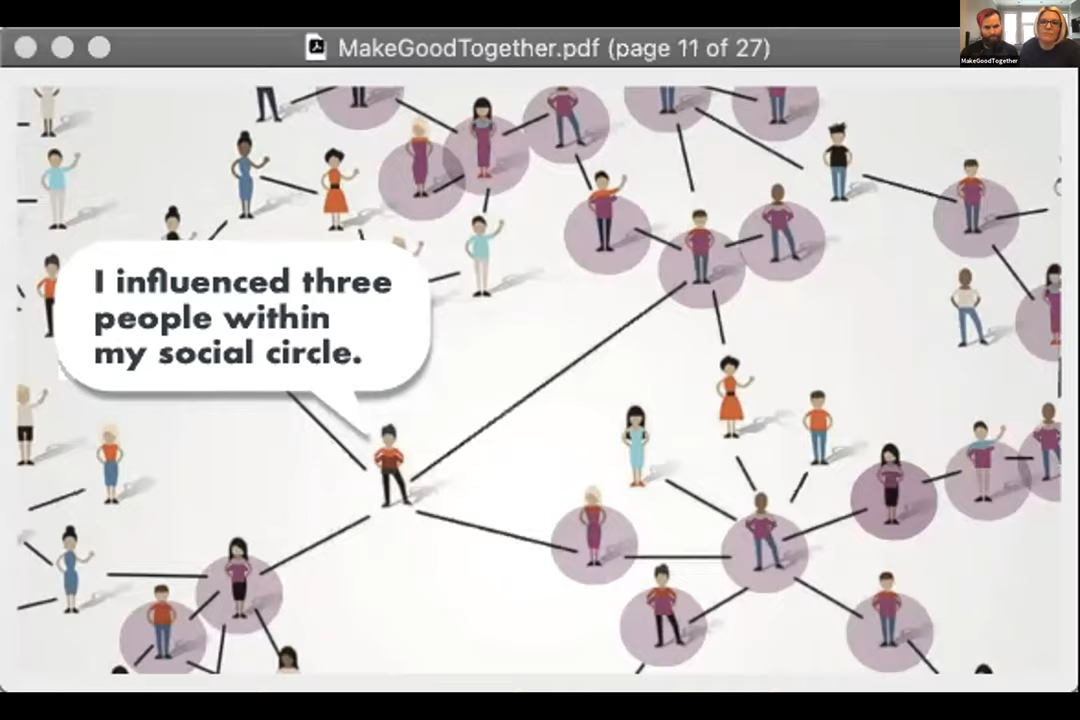 MakeGoodTogether.pdf (page 11 of 27)
MakeGoodTogether
I influenced three
people within
my social circle.